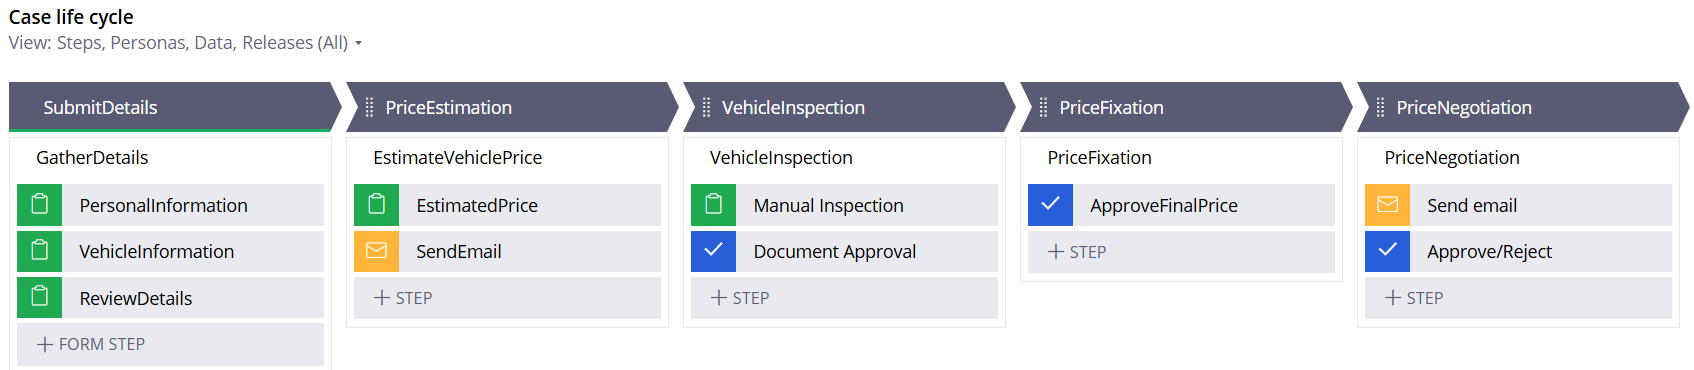 Case life cycle
View: Steps, Personas, Data, Releases (All)
SubmitDetails
PriceEstimation
VehicleInspection
PriceFixation
PriceNegotiation
GatherDetails
PersonalInformation
VehicleInformation
ReviewDetails
+ FORM STEP
EstimateVehiclePrice
EstimatedPrice
SendEmail
+ STEP
VehicleInspection
Manual Inspection
Document Approval
+ STEP
PriceFixation
ApproveFinalPrice
+ STEP
PriceNegotiation
Send email
Approve/Reject
+ STEP